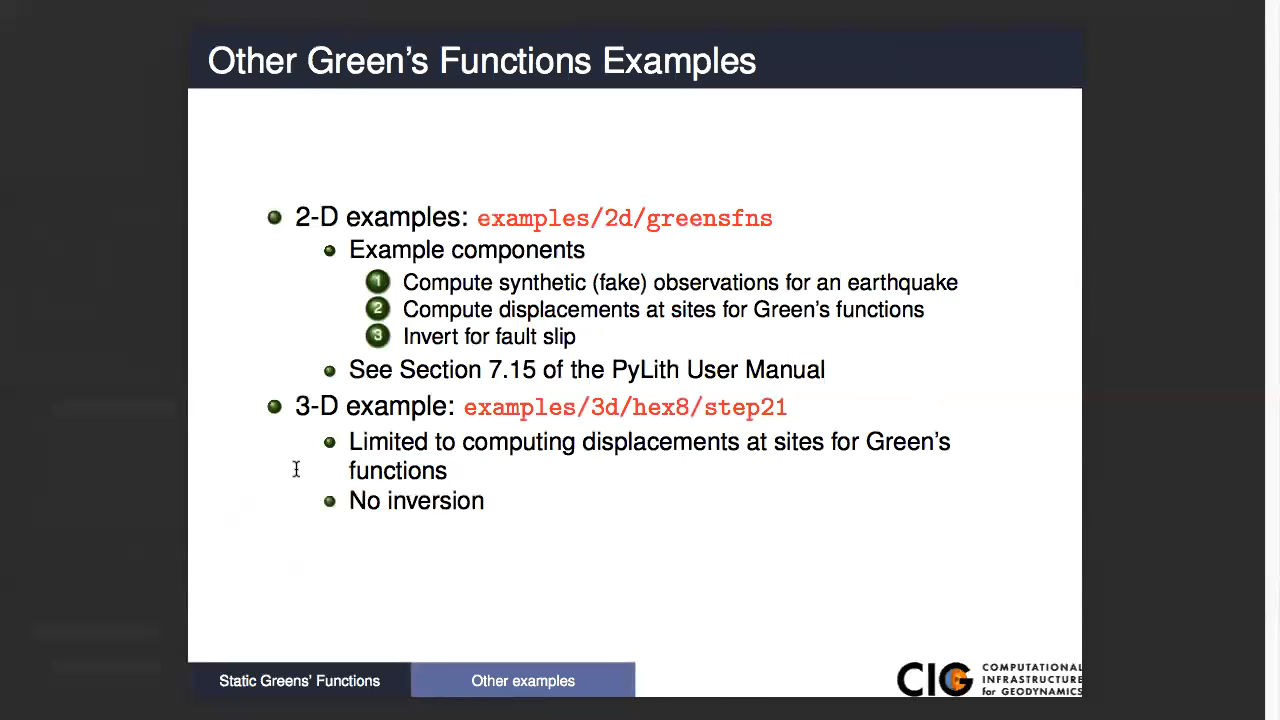 Other Green's Functions Examples
2-D examples: examples/2d/greensfns
Example components
1 Compute synthetic (fake) observations for an earthquake
2 Compute displacements at sites for Green's functions
3 Invert for fault slip
See Section 7.15 of the PyLith User Manual
3-D example: examples/3d/hex8/step21
Limited to computing displacements at sites for Green's
functions
No inversion
Static Greens' Functions
Other examples
CIG
COMPUTATIONAL
INFRASTRUCTURE
for GEODYNAMICS